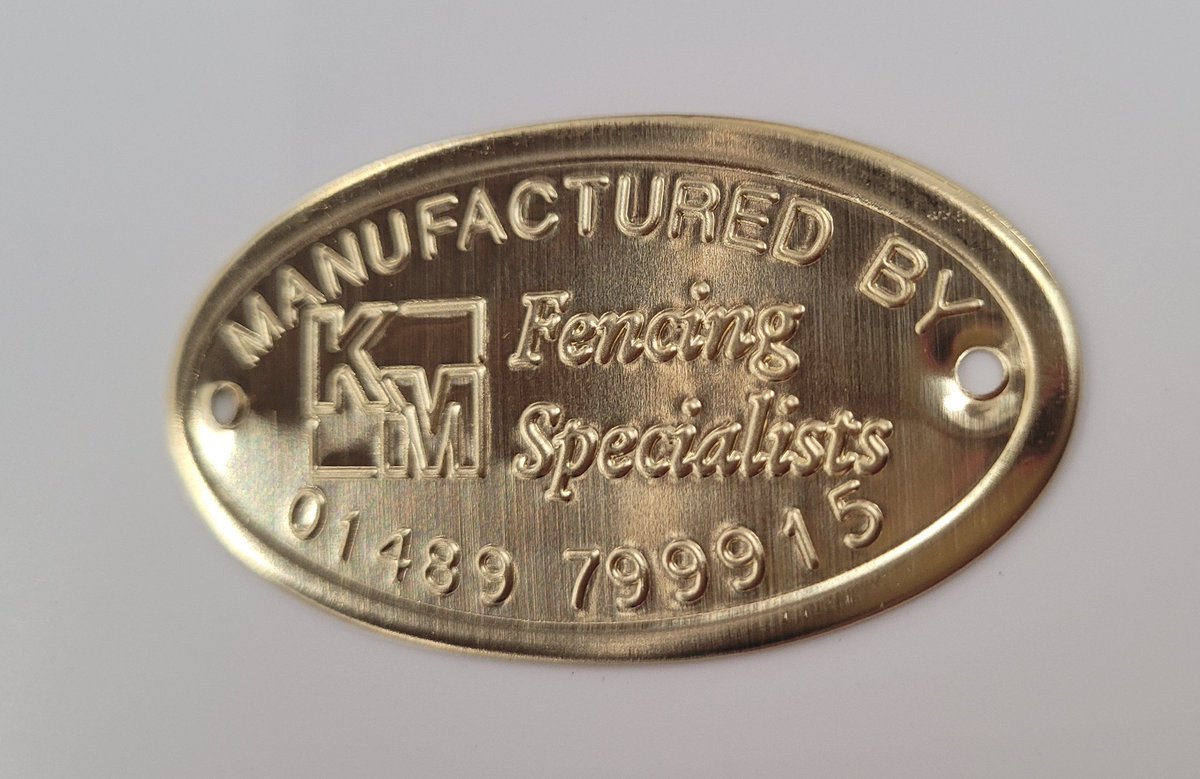 MANUFACTURED BY
KM
Fencing
Specialists
01489 799915